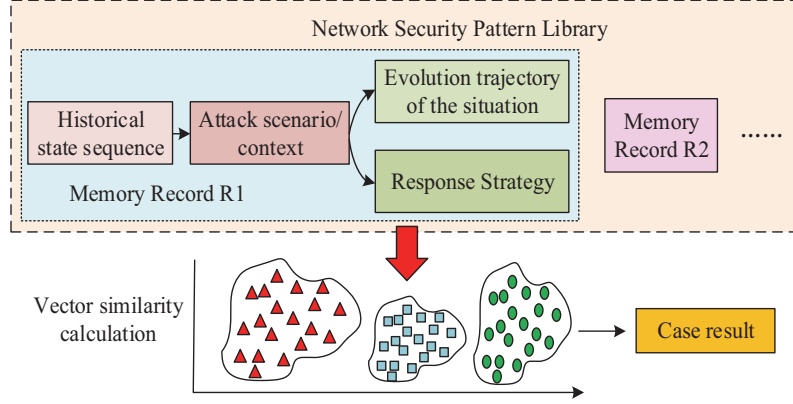 Network Security Pattern Library
Historical
state sequence
Attack scenario/
context
Evolution trajectory
of the situation
Response Strategy
Memory Record R1
Memory
Record R2
......
Vector similarity
calculation
Case result